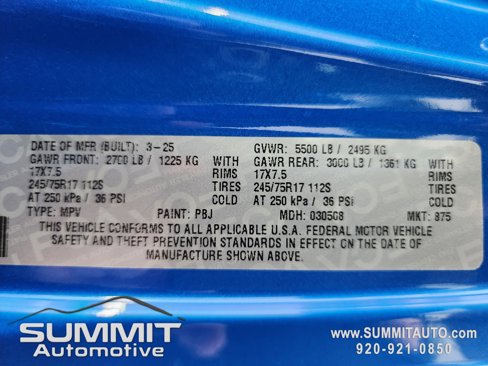 DATE OF MFR (BUILT): 3-25 GVWR: 5500 LB / 2495 KG
GAWR FRONT: 2700 LB / 1225 KG WITH GAWR REAR: 3000 LB / 1361 KG WITH
17X7.5 RIMS 17X7.5 RIMS
245/75R17 112S TIRES 245/75R17 112S TIRES
AT 250 kPa / 36 PSI COLD AT 250 kPa / 36 PSI COLD
TYPE: MPV PAINT: PBJ MDH: 030508 MKT: 875
THIS VEHICLE CONFORMS TO ALL APPLICABLE U.S.A. FEDERAL MOTOR VEHICLE
SAFETY AND THEFT PREVENTION STANDARDS IN EFFECT ON THE DATE OF
MANUFACTURE SHOWN ABOVE.
SUMMIT
Automotive
WWW.SUMMITAUTO.COM
920-921-0850